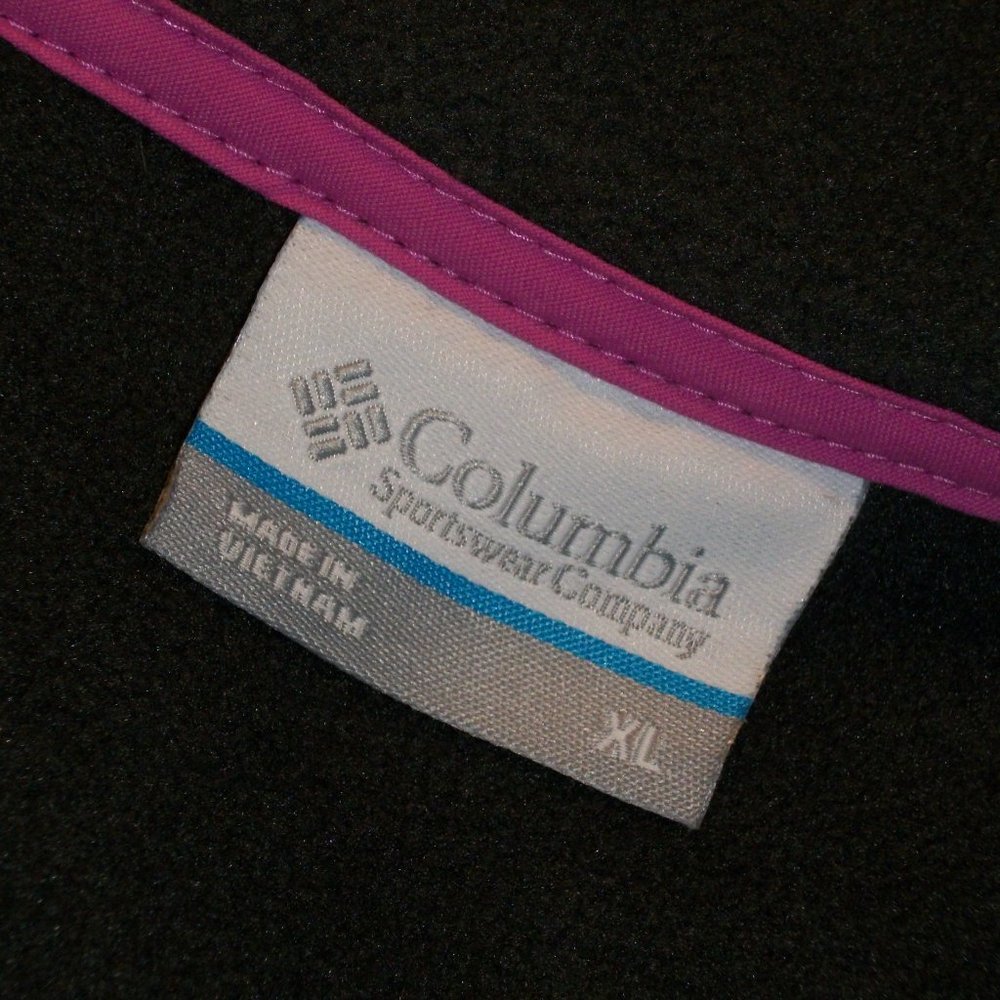 Columbia
Sportswear Company
MADE IN
VIETNAM
XL